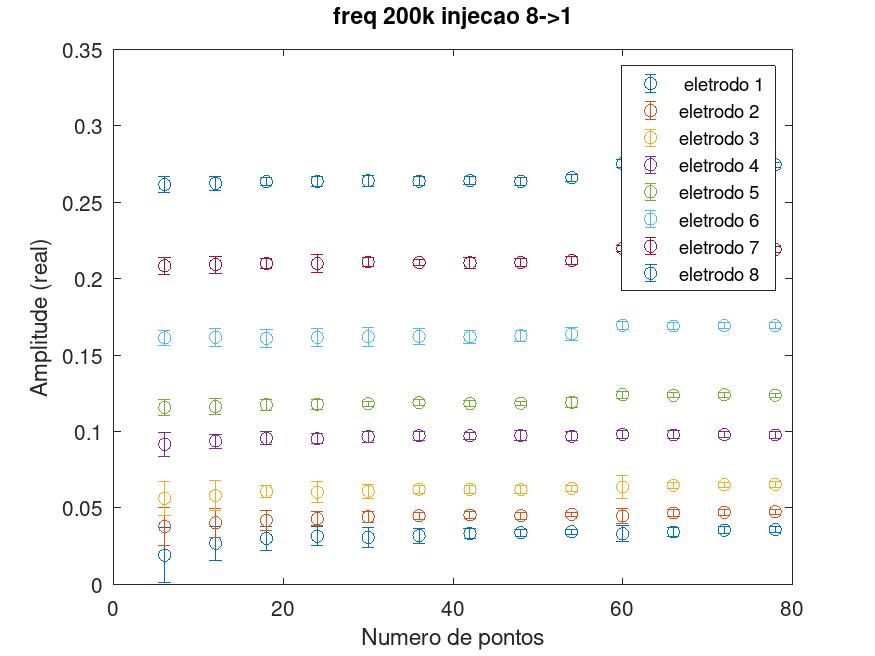 freq 200k injecao 8->1
0.35
0.3
0.25
0.2
0.15
0.1
0.05
0
Amplitude (real)
eletrodo 1
eletrodo 2
eletrodo 3
eletrodo 4
eletrodo 5
eletrodo 6
eletrodo 7
eletrodo 8
0 20 40 60 80
Numero de pontos